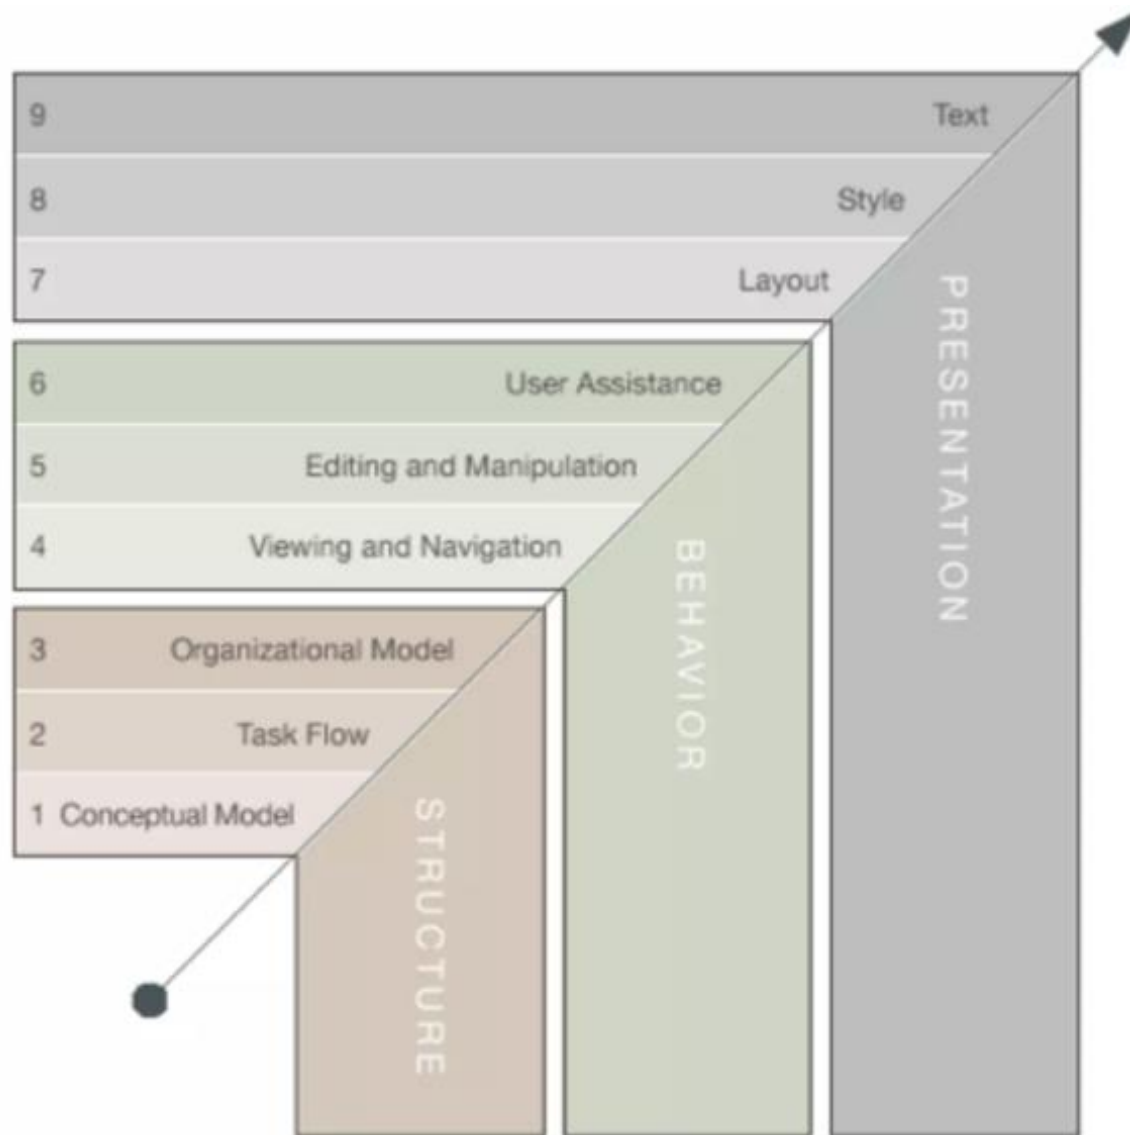 9 Text
8 Style
7 Layout
6 User Assistance
5 Editing and Manipulation
4 Viewing and Navigation
3 Organizational Model
2 Task Flow
1 Conceptual Model
PRESENTATION
BEHAVIOR
STRUCTURE